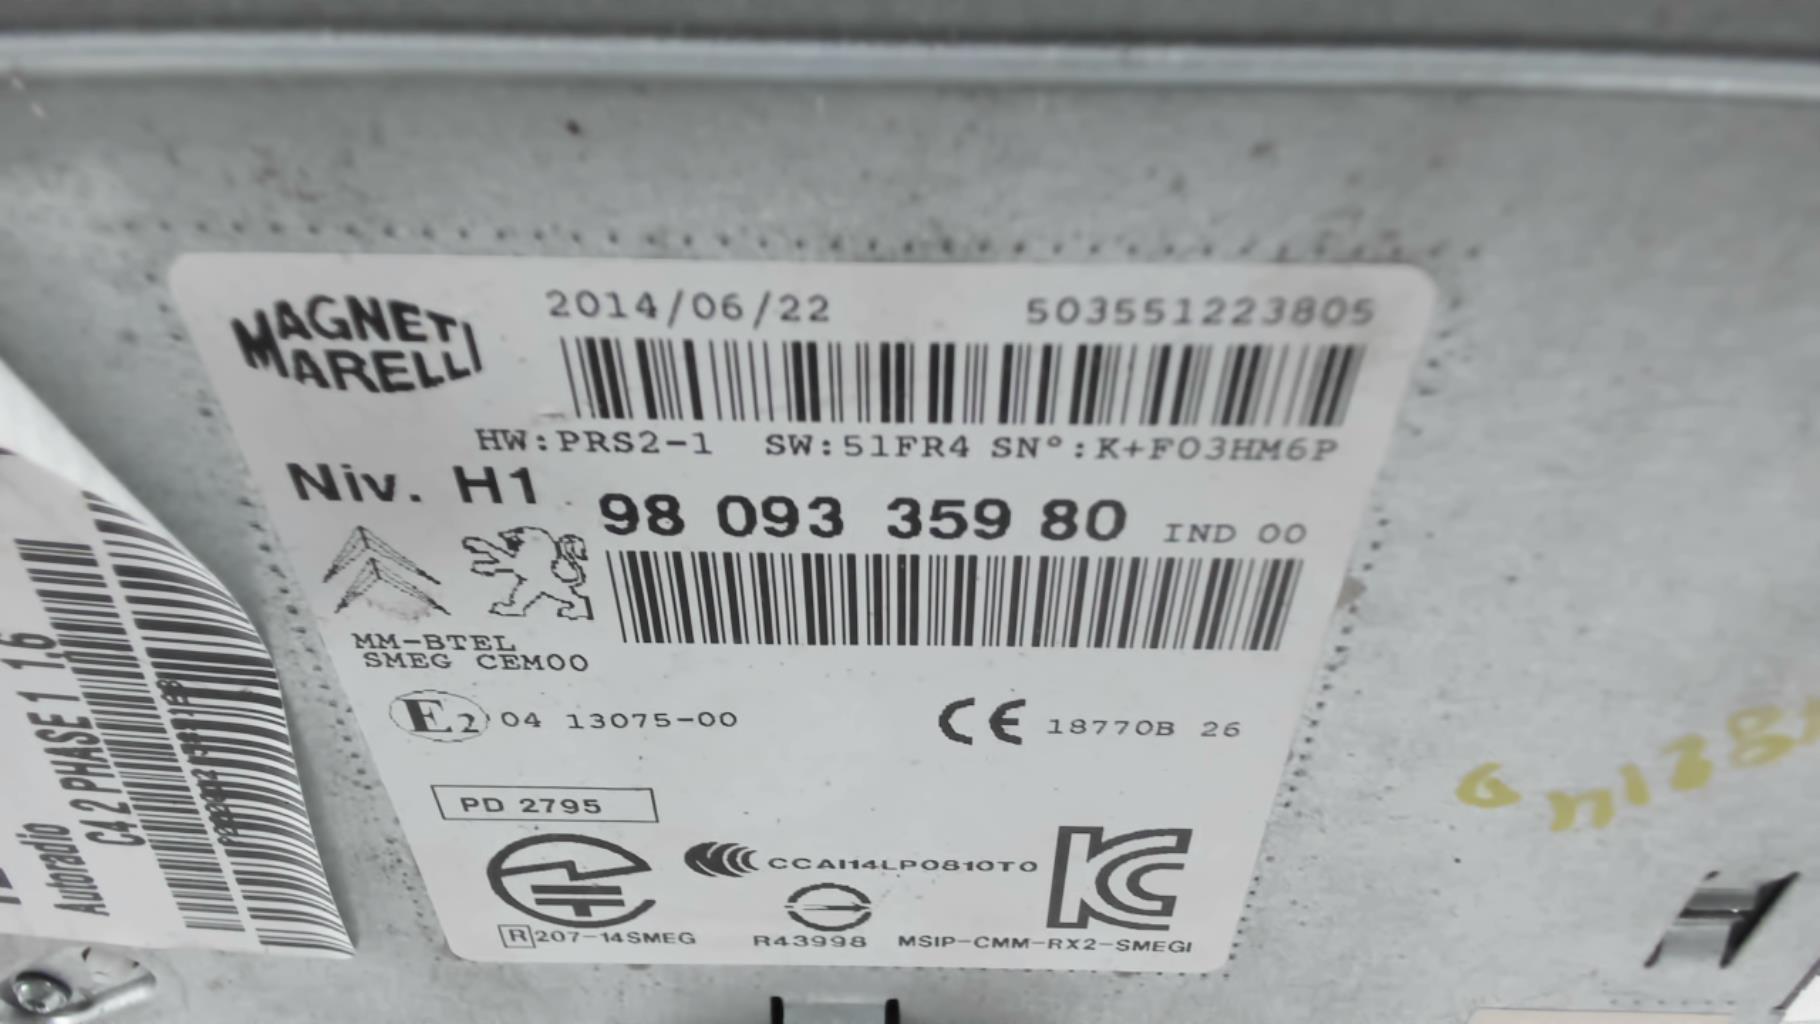 MAGNETI
MARELLI
2014/06/22 503551223805
HW:PRS2-1 SW:51FR4 SN°:K+F03HM6P
Niv. H1
98 093 359 80 IND 00
MM-BTEL
SMEG CEM00
E2 04 13075-00
CE 18770B 26
PD 2795
CCAI14LP0810T0
R 207-14SMEG
R43998
MSIP-CMM-RX2-SMEGI
Autoradio
C4 2 PHASE 1 1.6